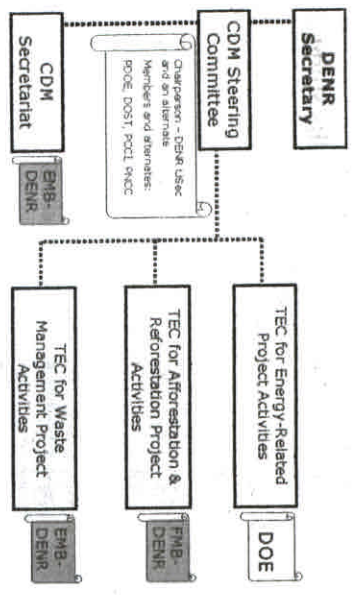 DENR
Secretary
CDM Steering
Committee
Chairperson – DENR USec
and an alternate
Members and alternates:
PDOE, DOST, PCCI, PNCC
CDM
Secretariat
EMB-
DENR
TEC for Energy-Related
Project Activities
DOE
TEC for Afforestation &
Reforestation Project
Activities
FMB-
DENR
TEC for Waste
Management Project
Activities
EMB-
DENR